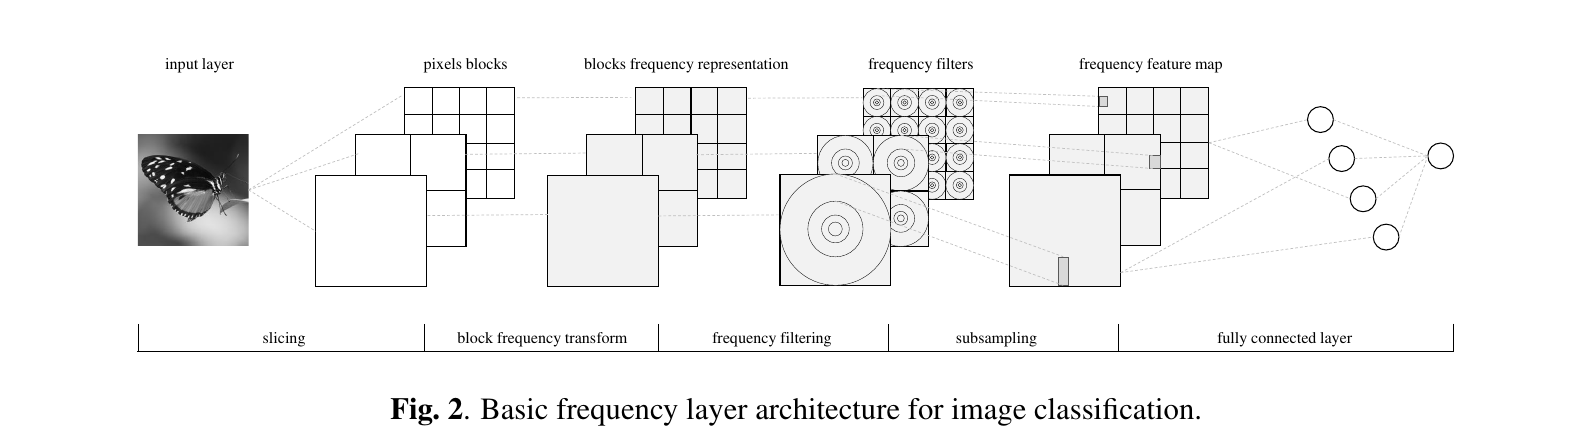 input layer
pixels blocks
blocks frequency representation
frequency filters
frequency feature map
slicing
block frequency transform
frequency filtering
subsampling
fully connected layer
Fig. 2. Basic frequency layer architecture for image classification.